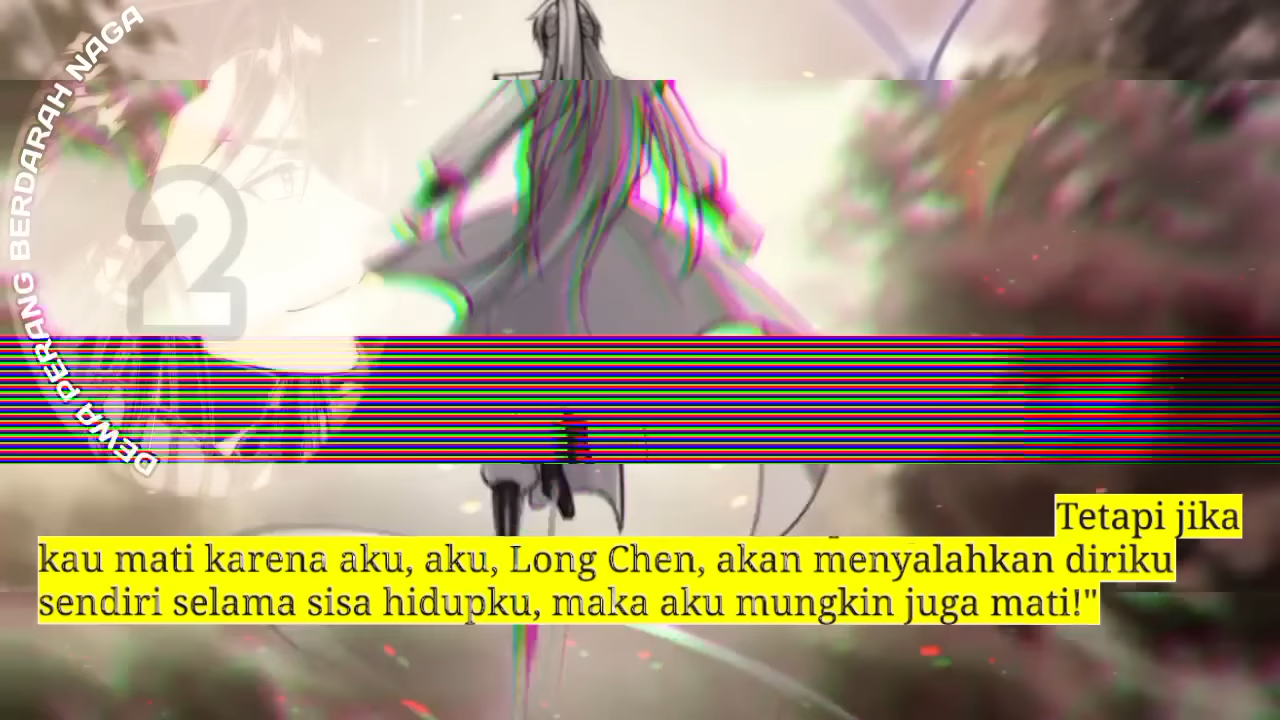 DEWA PERANG BERDARAH NAGA
2
Tetapi jika
kau mati karena aku, aku, Long Chen, akan menyalahkan diriku
sendiri selama sisa hidupku, maka aku mungkin juga mati!"